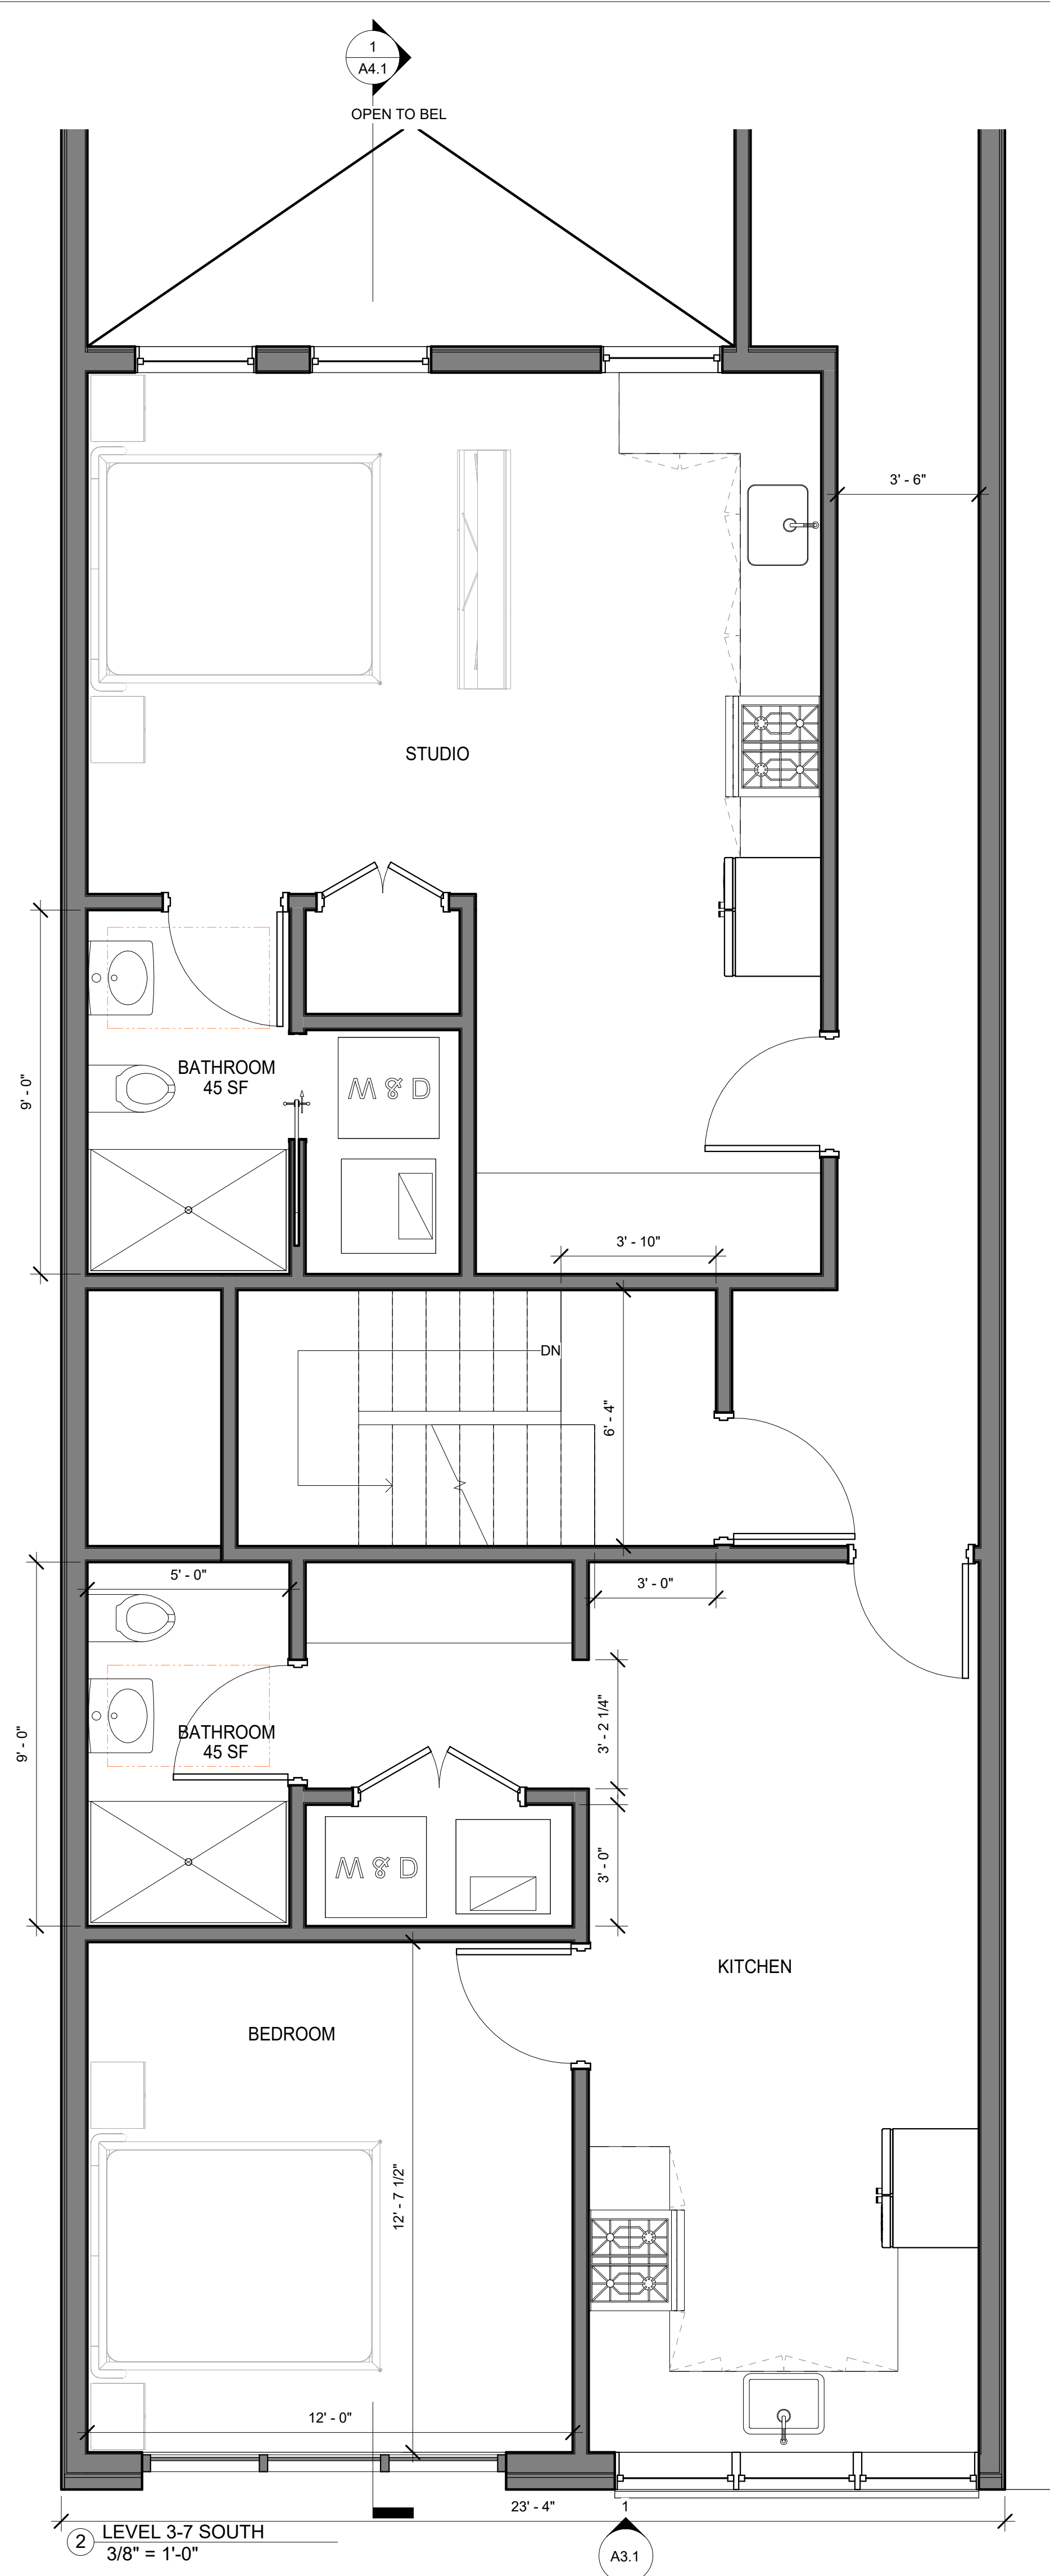 1
A4.1
OPEN TO BEL
3' - 6"
STUDIO
9' - 0"
BATHROOM
45 SF
M & D
3' - 10"
DN
6' - 4"
5' - 0"
3' - 0"
9' - 0"
BATHROOM
45 SF
3' - 2 1/4"
M & D
3' - 0"
KITCHEN
BEDROOM
12' - 7 1/2"
12' - 0"
23' - 4"
1
A3.1
2
LEVEL 3-7 SOUTH
3/8" = 1'-0"